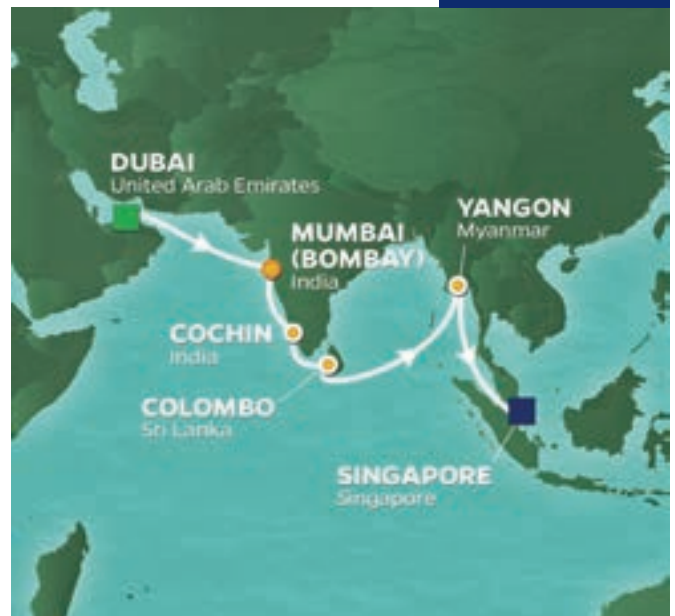 DUBAI
United Arab Emirates
YANGON
Myanmar
MUMBAI
(BOMBAY)
India
COCHIN
India
COLOMBO
Sri Lanka
SINGAPORE
Singapore